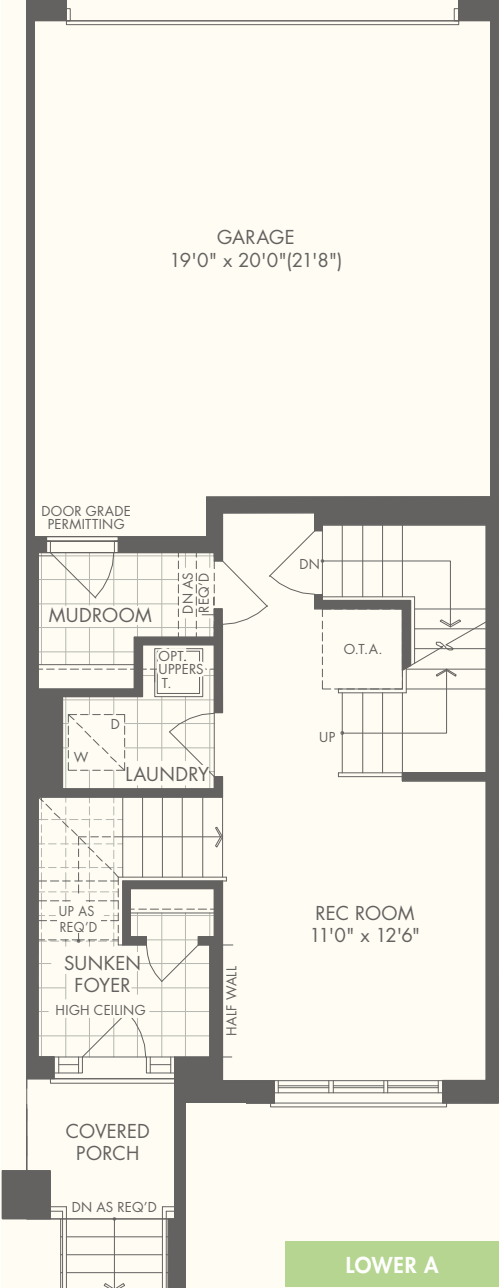 GARAGE
19'0" x 20'0"(21'8")
DOOR GRADE
PERMITTING
MUDROOM
DN AS
REQ'D
DN
O.T.A.
OPT.
UPPERS
T.
D
W
LAUNDRY
UP
UP AS
REQ'D
REC ROOM
11'0" x 12'6"
SUNKEN
FOYER
HIGH CEILING
HALF WALL
COVERED
PORCH
DN AS REQ'D
LOWER A